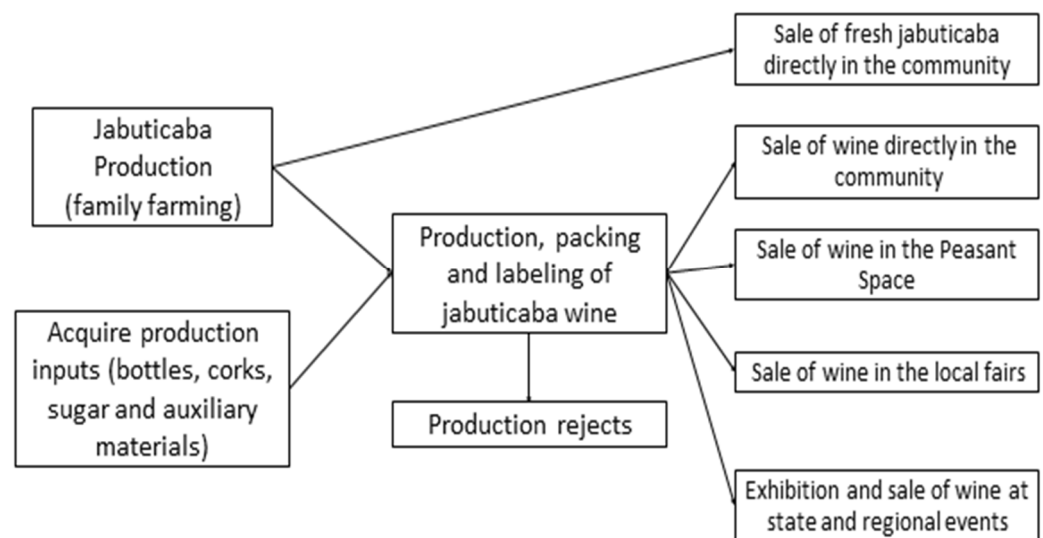 Jabuticaba
Production
(family farming)
Acquire production
inputs (bottles, corks,
sugar and auxiliary
materials)
Production, packing
and labeling of
jabuticaba wine
Production rejects
Sale of fresh jabuticaba
directly in the community
Sale of wine directly in the
community
Sale of wine in the Peasant
Space
Sale of wine in the local fairs
Exhibition and sale of wine at
state and regional events